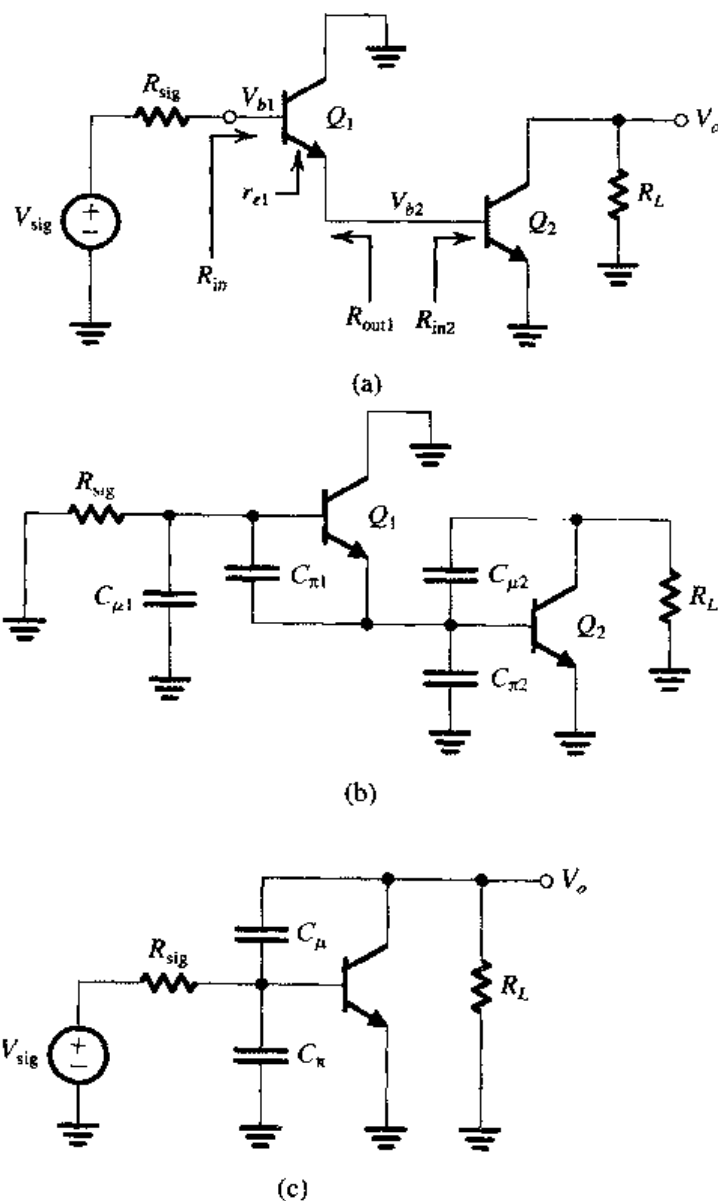 R_sig
V_b1
Q_1
V_o
r_e1
V_b2
Q_2
R_L
V_sig
+
−
R_in
R_out1
R_in2
(a)
R_sig
Q_1
C_μ1
C_π1
C_μ2
Q_2
R_L
C_π2
(b)
V_o
C_μ
R_sig
R_L
V_sig
+
−
C_π
(c)